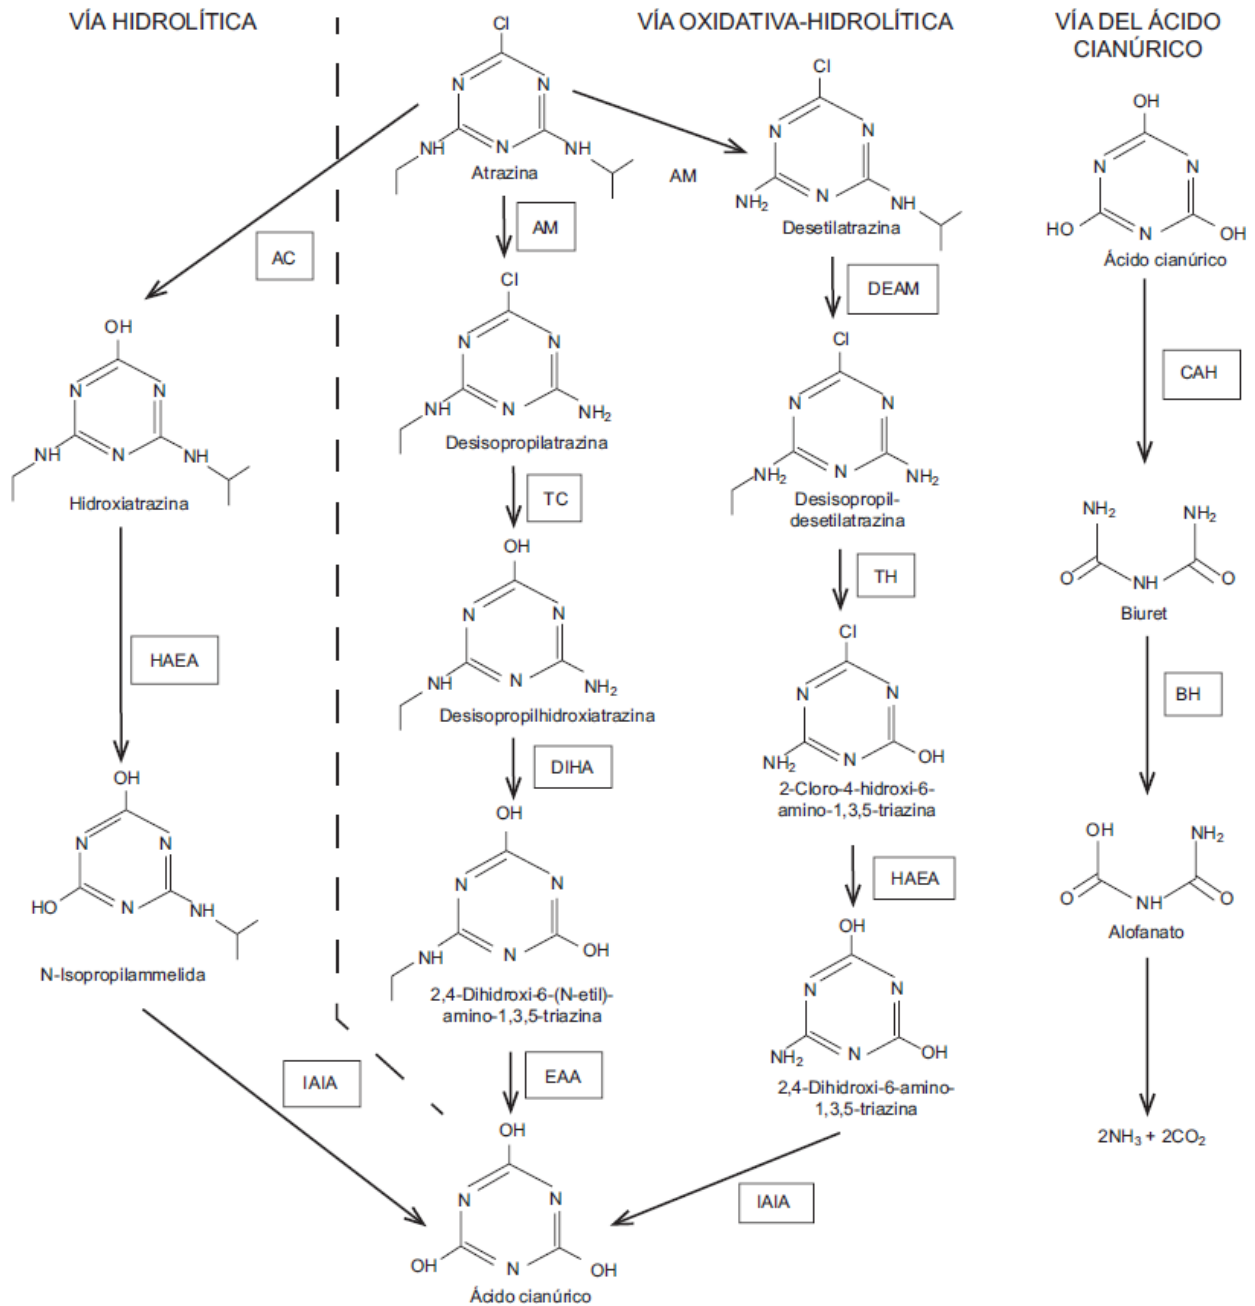 VÍA HIDROLÍTICA
Cl
N
N
NH
N
NH
Atrazina
AC
OH
N
N
NH
N
NH
Hidroxiatrazina
HAEA
OH
N
N
HO
N
NH
N-Isopropilammelida
IAIA
VÍA OXIDATIVA-HIDROLÍTICA
AM
Cl
N
N
NH
N
NH2
Desisopropilatrazina
TC
OH
N
N
NH
N
NH2
Desisopropilhidroxiatrazina
DIHA
OH
N
N
NH
N
OH
2,4-Dihidroxi-6-(N-etil)-
amino-1,3,5-triazina
EAA
OH
N
N
OH
N
OH
Ácido cianúrico
AM
Cl
N
N
NH2
N
NH
Desetilatrazina
DEAM
Cl
N
N
NH2
N
NH2
Desisopropil-
desetilatrazina
TH
Cl
N
N
NH2
N
OH
2-Cloro-4-hidroxi-6-
amino-1,3,5-triazina
HAEA
OH
N
N
NH2
N
OH
2,4-Dihidroxi-6-amino-
1,3,5-triazina
IAIA
VÍA DEL ÁCIDO
CIANÚRICO
OH
N
N
HO
N
OH
Ácido cianúrico
CAH
NH2
NH2
O
NH
O
Biuret
BH
OH
NH2
O
NH
O
Alofanato
2NH3 + 2CO2